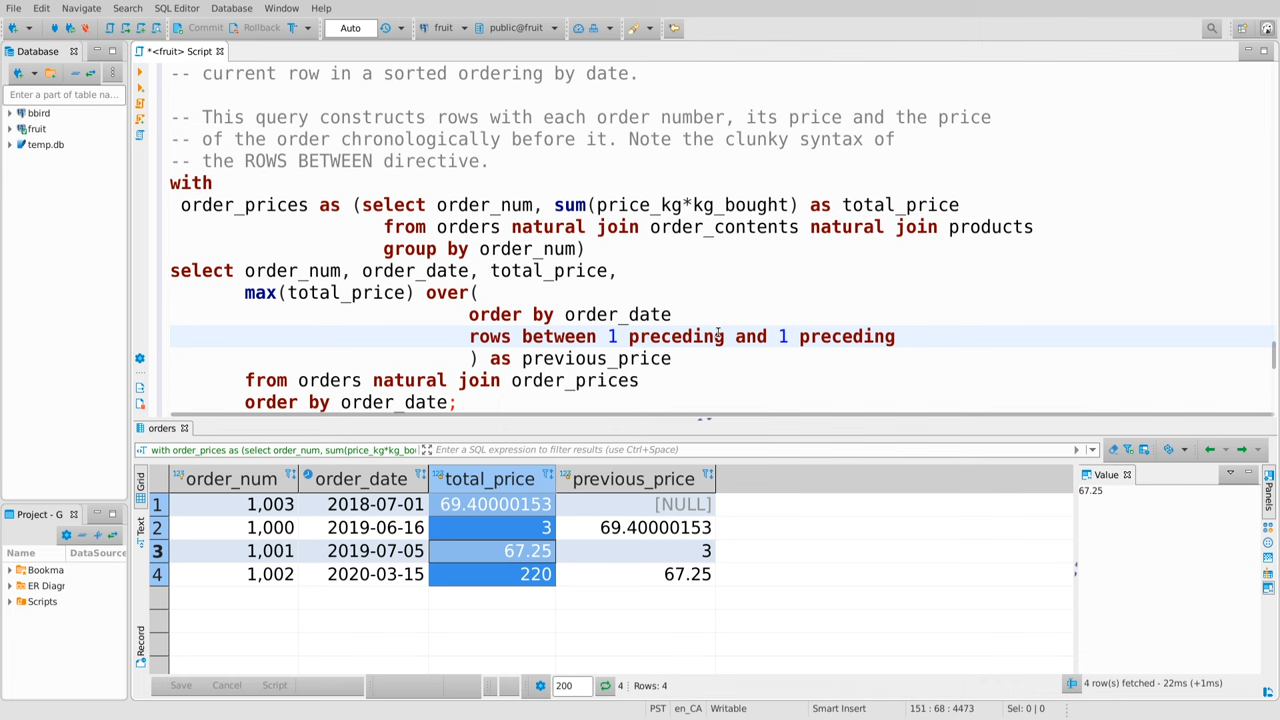 File Edit Navigate Search SQL Editor Database Window Help
Commit Rollback Auto fruit public@fruit
Database *<fruit> Script
Enter a part of table na...
bbird
fruit
temp.db
-- current row in a sorted ordering by date.
-- This query constructs rows with each order number, its price and the price
-- of the order chronologically before it. Note the clunky syntax of
-- the ROWS BETWEEN directive.
with
order_prices as (select order_num, sum(price_kg*kg_bought) as total_price
from orders natural join order_contents natural join products
group by order_num)
select order_num, order_date, total_price,
max(total_price) over(
order by order_date
rows between 1 preceding and 1 preceding
) as previous_price
from orders natural join order_prices
order by order_date;
orders
with order_prices as (select order_num, sum(price_kg*kg_bo Enter a SQL expression to filter results (use Ctrl+Space)
Grid
Text
Record
order_num order_date total_price previous_price
1 1,003 2018-07-01 69.40000153 [NULL]
2 1,000 2019-06-16 3 69.40000153
3 1,001 2019-07-05 67.25 3
4 1,002 2020-03-15 220 67.25
Value
67.25
Panels
Project - G
Name DataSource
Bookma
ER Diagr
Scripts
Save Cancel Script 200 4 Rows: 4 4 row(s) fetched - 22ms (+1ms)
PST en_CA Writable Smart Insert 151 : 68 : 4473 Sel: 0 | 0